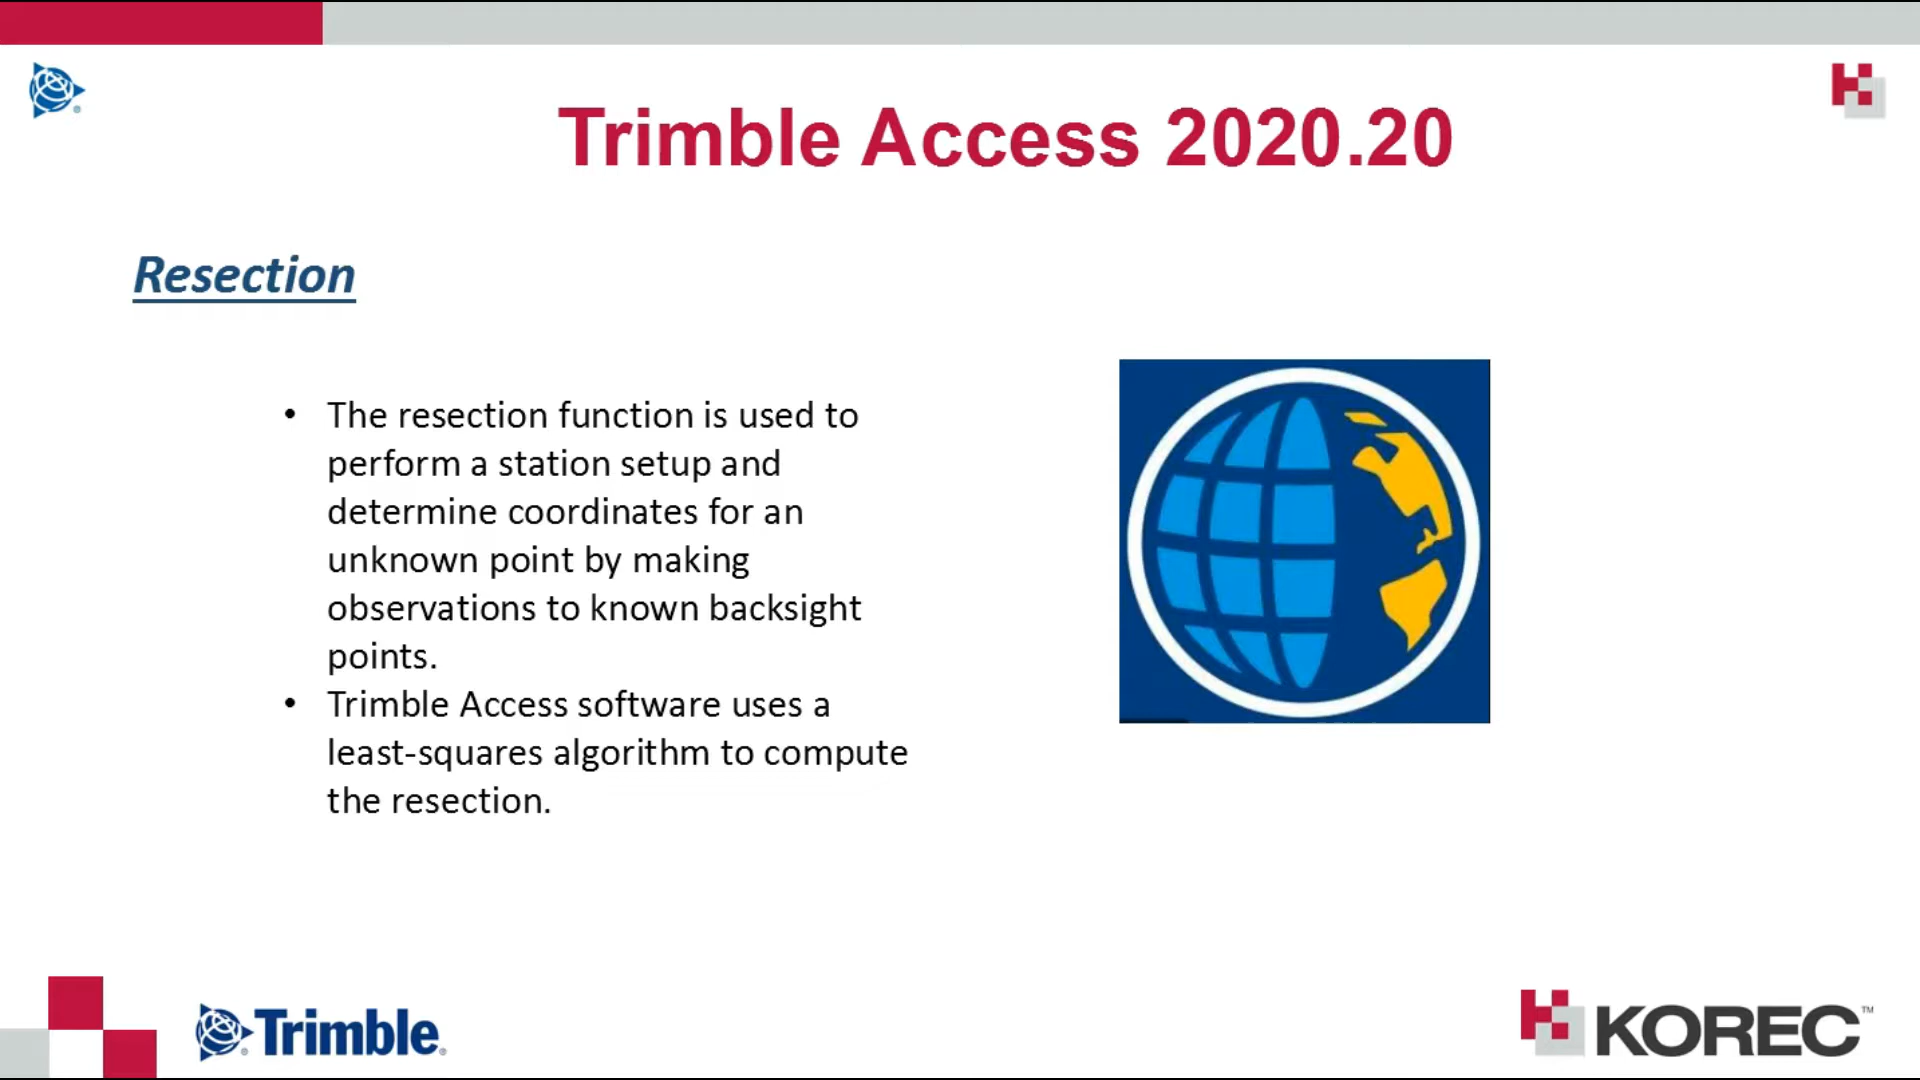 Trimble Access 2020.20
Resection
• The resection function is used to
perform a station setup and
determine coordinates for an
unknown point by making
observations to known backsight
points.
• Trimble Access software uses a
least-squares algorithm to compute
the resection.
Trimble®
KOREC™